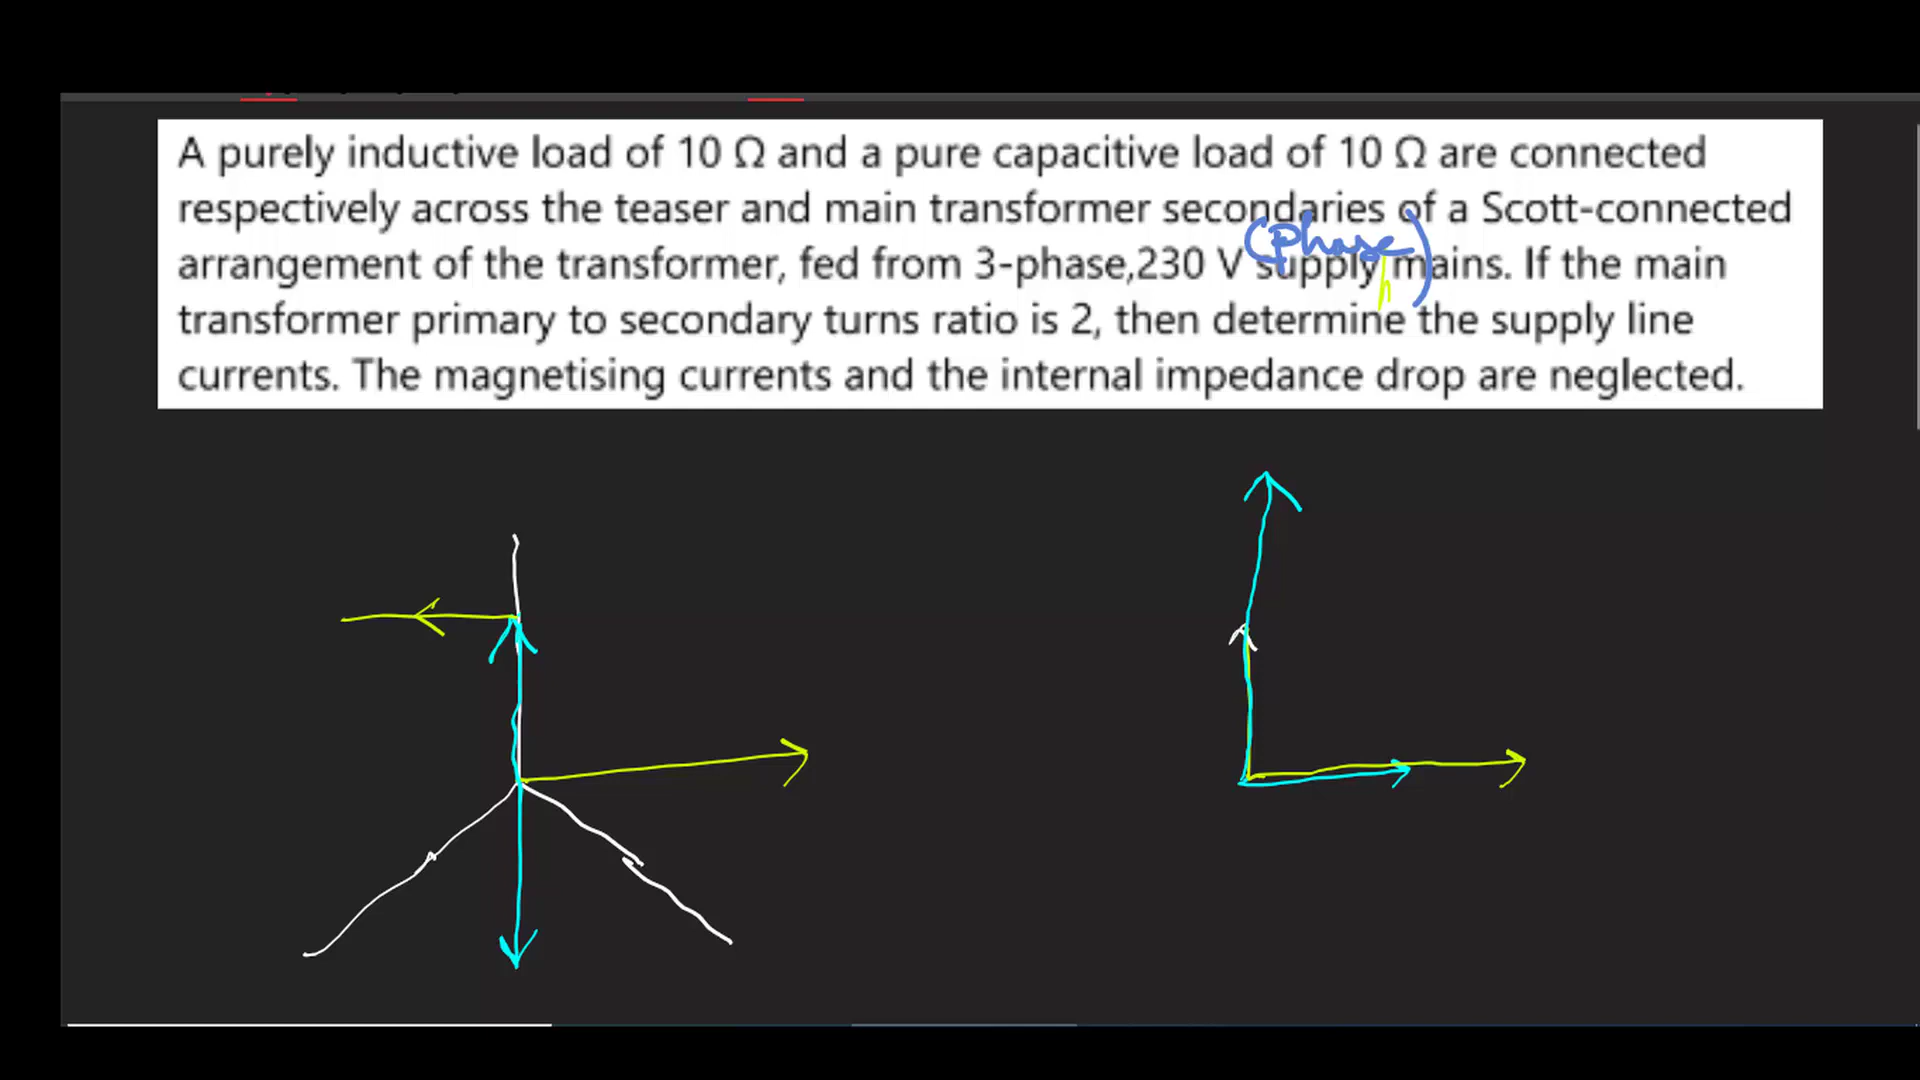 A purely inductive load of 10 Ω and a pure capacitive load of 10 Ω are connected
respectively across the teaser and main transformer secondaries of a Scott-connected
(phase)
arrangement of the transformer, fed from 3-phase,230 V supply mains. If the main
h
transformer primary to secondary turns ratio is 2, then determine the supply line
currents. The magnetising currents and the internal impedance drop are neglected.